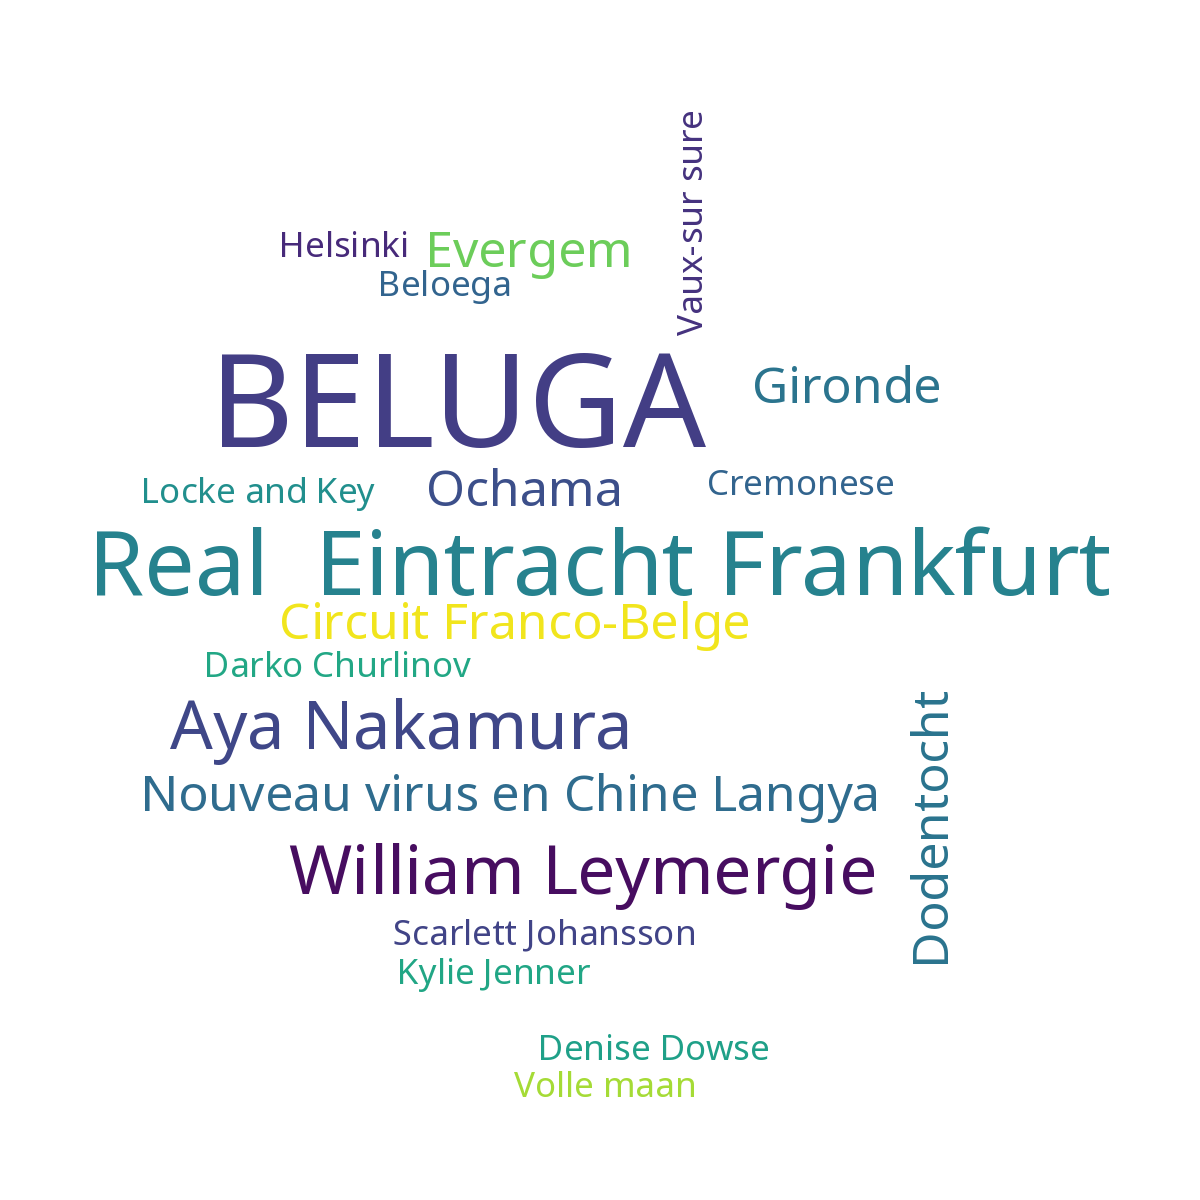 Vaux-sur sure
Helsinki
Evergem
Beloega
BELUGA
Gironde
Locke and Key
Ochama
Cremonese
Real  Eintracht Frankfurt
Circuit Franco-Belge
Darko Churlinov
Aya Nakamura
Dodentocht
Nouveau virus en Chine Langya
William Leymergie
Scarlett Johansson
Kylie Jenner
Denise Dowse
Volle maan